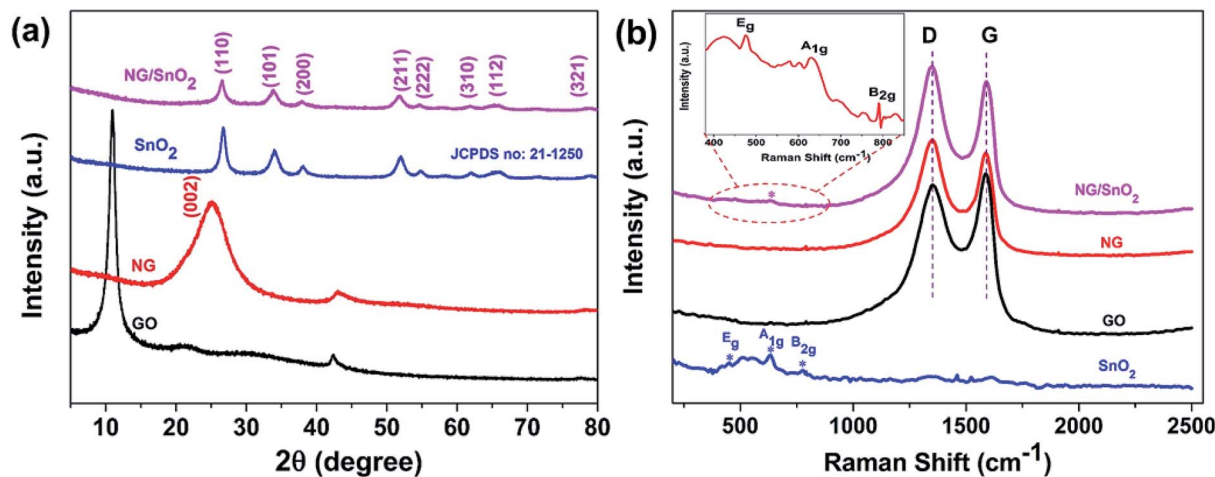 (a)
Intensity (a.u.)
NG/SnO2
(110)
(101)
(200)
(211)
(222)
(310)
(112)
(321)
SnO2
JCPDS no: 21-1250
(002)
NG
GO
10 20 30 40 50 60 70 80
2θ (degree)
(b)
Intensity (a.u.)
D G
Intensity (a.u.)
Eg
A1g
B2g
400 500 600 700 800
Raman Shift (cm-1)
*
NG/SnO2
NG
GO
Eg
A1g
B2g
* * *
SnO2
500 1000 1500 2000 2500
Raman Shift (cm-1)